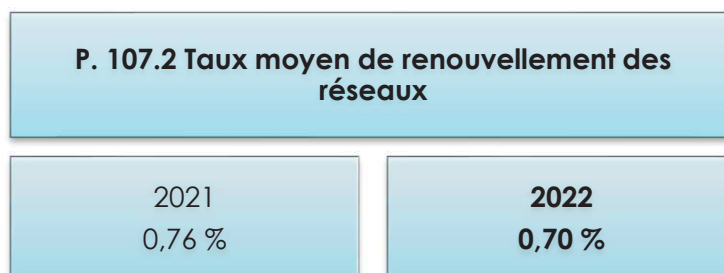 P. 107.2 Taux moyen de renouvellement des
réseaux
2021
0,76 %
2022
0,70 %